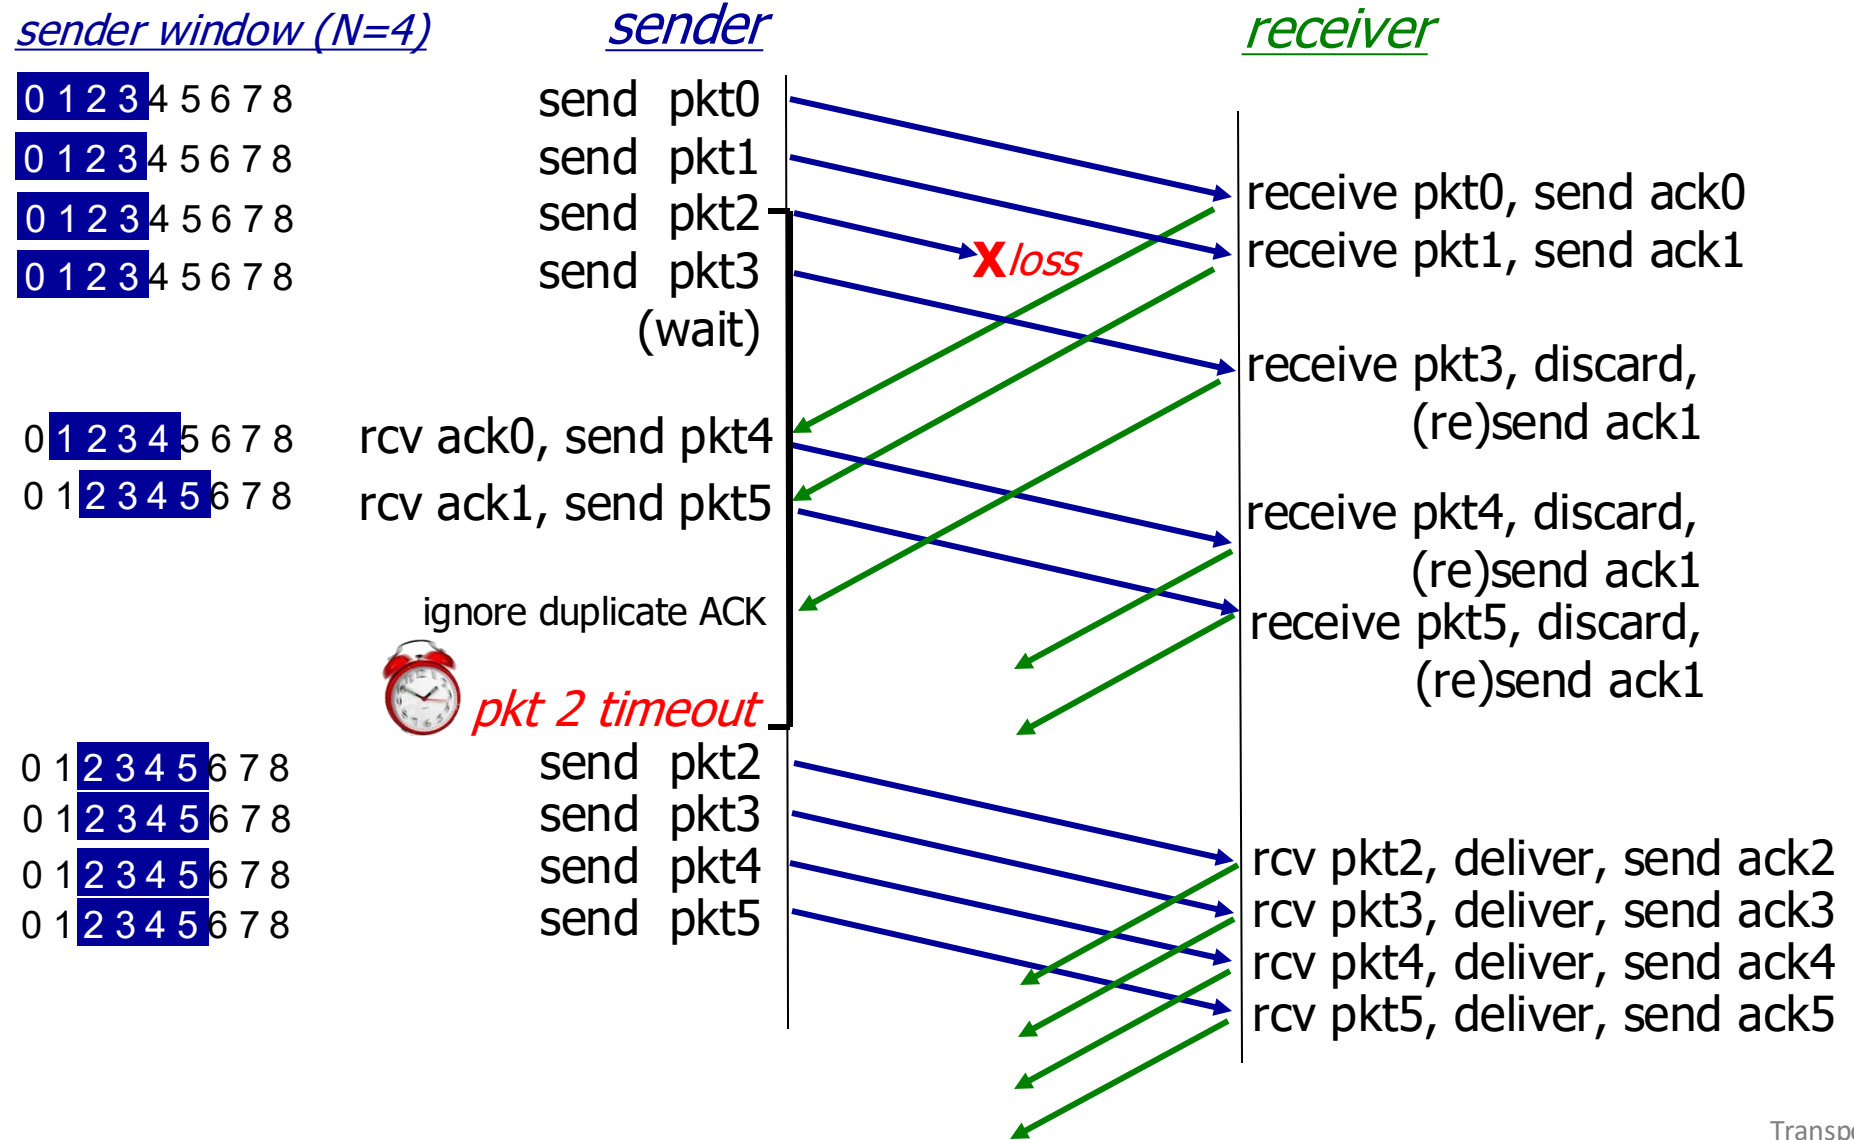 sender window (N=4) sender receiver
0 1 2 3 4 5 6 7 8 send pkt0
0 1 2 3 4 5 6 7 8 send pkt1
receive pkt0, send ack0
0 1 2 3 4 5 6 7 8 send pkt2
X loss
receive pkt1, send ack1
0 1 2 3 4 5 6 7 8 send pkt3
(wait)
receive pkt3, discard,
(re)send ack1
0 1 2 3 4 5 6 7 8 rcv ack0, send pkt4
0 1 2 3 4 5 6 7 8 rcv ack1, send pkt5
receive pkt4, discard,
(re)send ack1
ignore duplicate ACK
receive pkt5, discard,
(re)send ack1
pkt 2 timeout
0 1 2 3 4 5 6 7 8 send pkt2
0 1 2 3 4 5 6 7 8 send pkt3
0 1 2 3 4 5 6 7 8 send pkt4
0 1 2 3 4 5 6 7 8 send pkt5
rcv pkt2, deliver, send ack2
rcv pkt3, deliver, send ack3
rcv pkt4, deliver, send ack4
rcv pkt5, deliver, send ack5